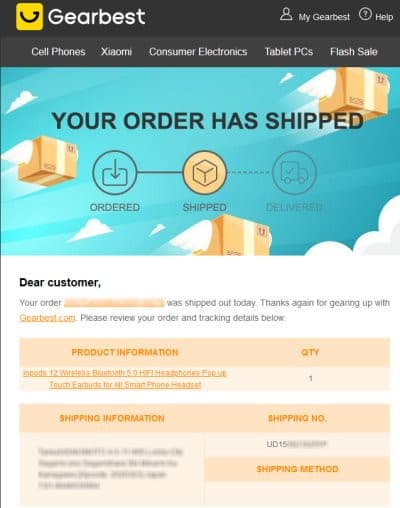 Gearbest
My Gearbest
? Help
Cell Phones Xiaomi Consumer Electronics Tablet PCs Flash Sale
YOUR ORDER HAS SHIPPED
ORDERED SHIPPED DELIVERED
Dear customer,
Your order was shipped out today. Thanks again for gearing up with
Gearbest.com. Please review your order and tracking details below:
PRODUCT INFORMATION QTY
inpods 12 Wireless Bluetooth 5.0 HIFI Headphones Pop up 1
Touch Earbuds for All Smart Phone Headset
SHIPPING INFORMATION SHIPPING NO.
UD15
SHIPPING METHOD